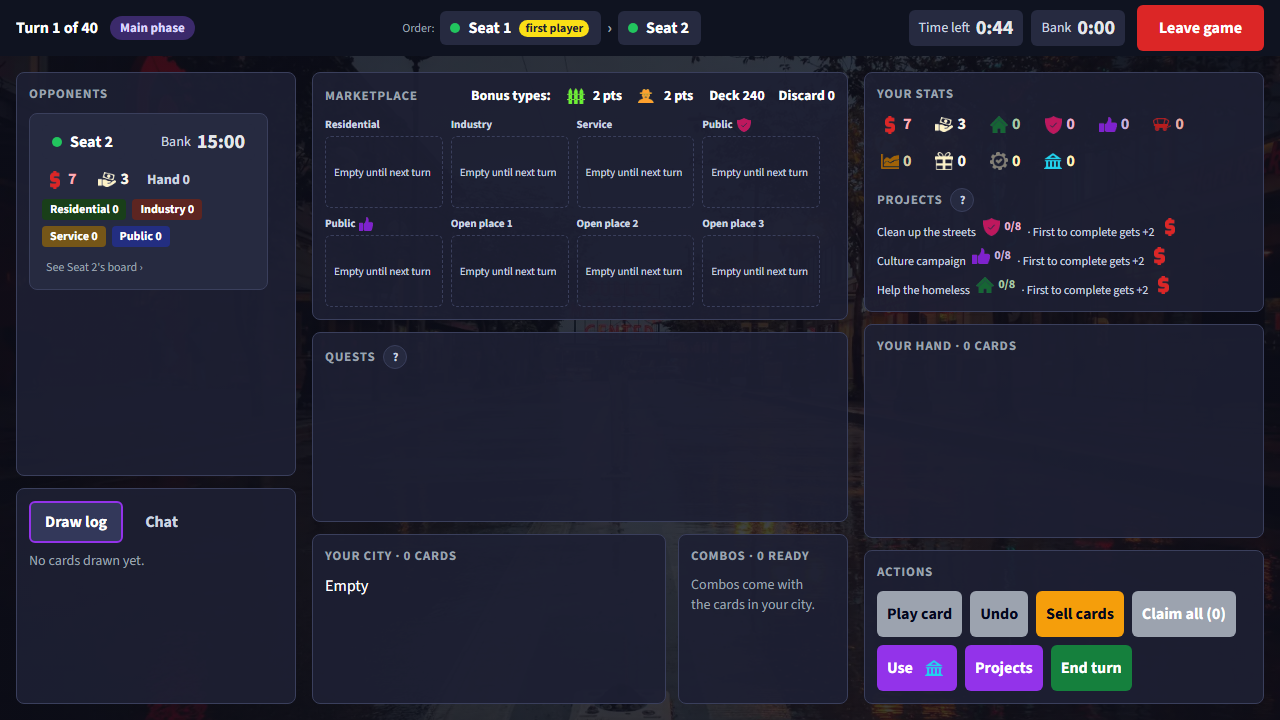 Turn 1 of 40 Main phase
Order: Seat 1 first player › Seat 2
Time left 0:44 Bank 0:00 Leave game
OPPONENTS
Seat 2 Bank 15:00
7 3 Hand 0
Residential 0 Industry 0
Service 0 Public 0
See Seat 2's board ›
Draw log Chat
No cards drawn yet.
MARKETPLACE Bonus types: 2 pts 2 pts Deck 240 Discard 0
Residential Industry Service Public
Empty until next turn Empty until next turn Empty until next turn Empty until next turn
Public Open place 1 Open place 2 Open place 3
Empty until next turn Empty until next turn Empty until next turn Empty until next turn
QUESTS ?
YOUR CITY · 0 CARDS
Empty
COMBOS · 0 READY
Combos come with
the cards in your city.
YOUR STATS
7 3 0 0 0 0
0 0 0 0
PROJECTS ?
Clean up the streets 0/8 · First to complete gets +2
Culture campaign 0/8 · First to complete gets +2
Help the homeless 0/8 · First to complete gets +2
YOUR HAND · 0 CARDS
ACTIONS
Play card Undo Sell cards Claim all (0)
Use Projects End turn